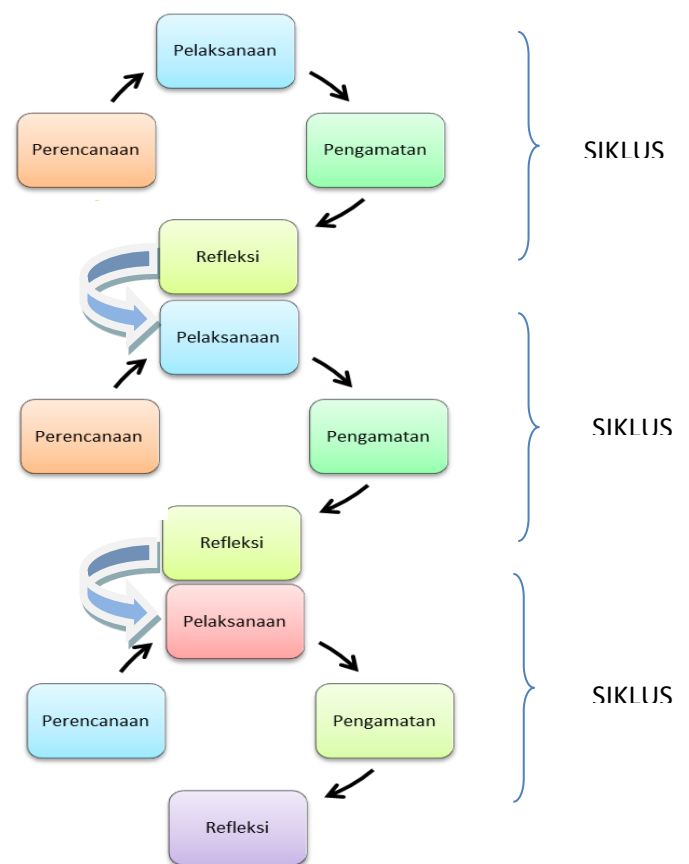 Pelaksanaan
Perencanaan
Pengamatan
SIKLUS
Refleksi
Pelaksanaan
Perencanaan
Pengamatan
SIKLUS
Refleksi
Pelaksanaan
Perencanaan
Pengamatan
SIKLUS
Refleksi